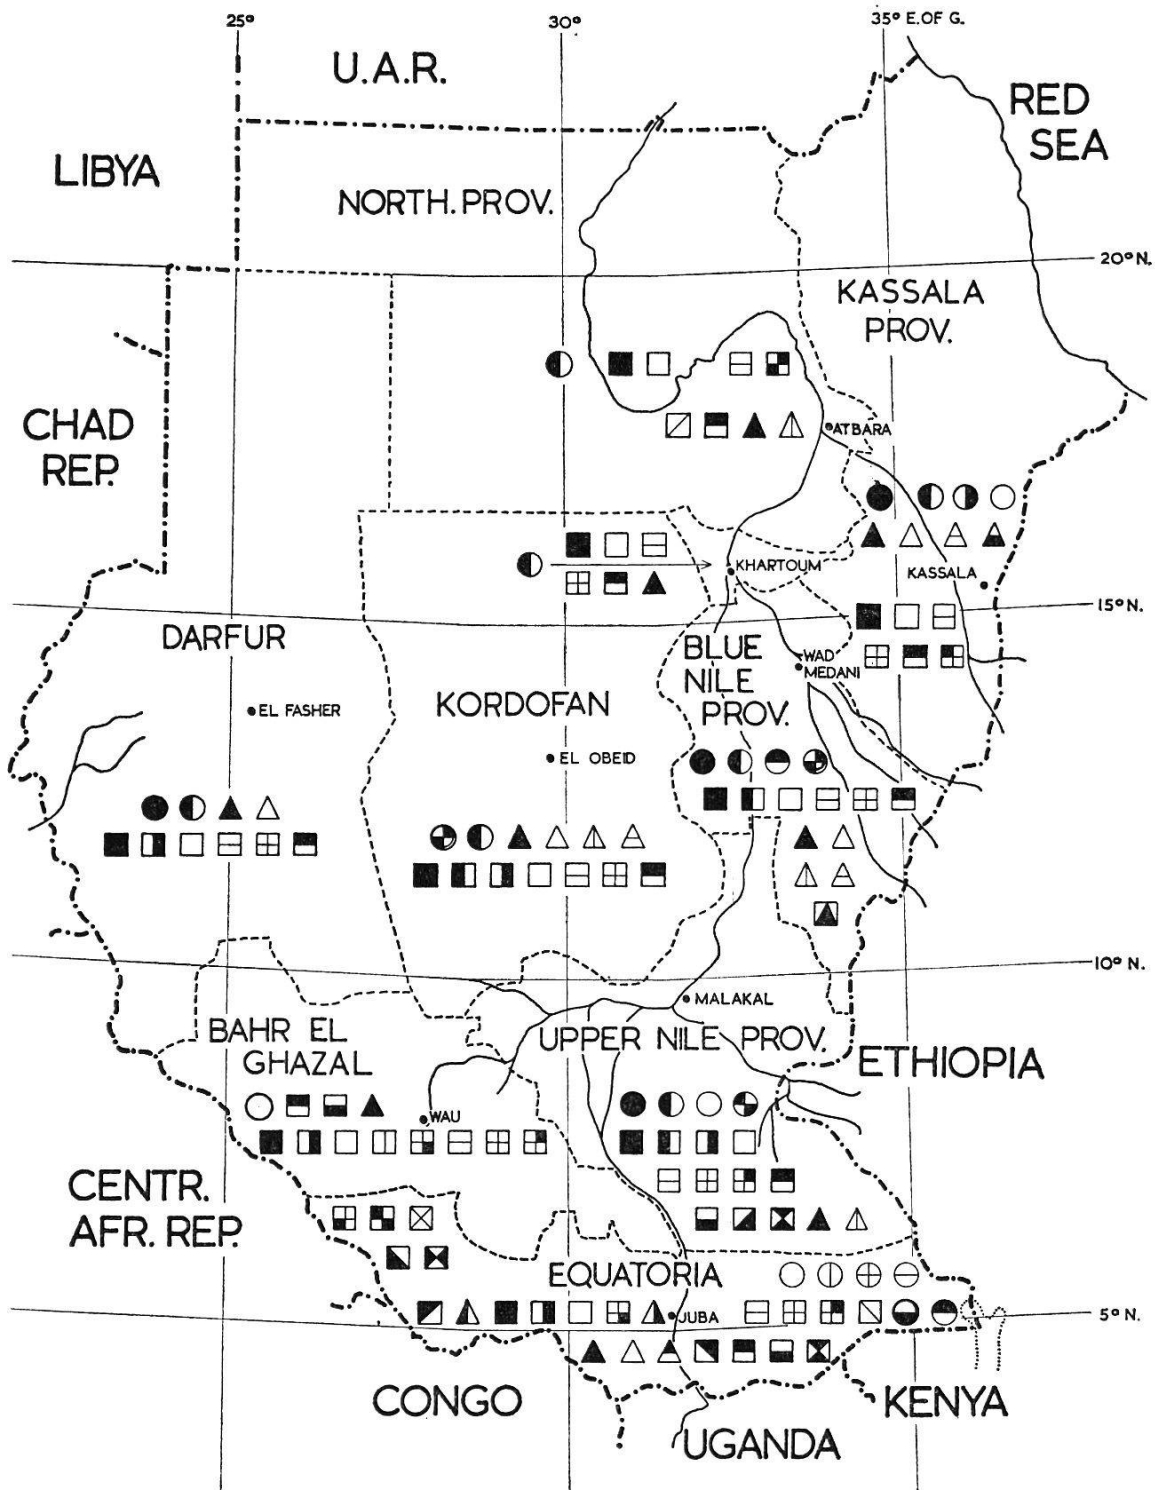 25°
30°
35° E. OF G.
U.A.R.
RED
SEA
LIBYA
NORTH. PROV.
20° N.
KASSALA
PROV.
CHAD
REP.
ATBARA
KHARTOUM
KASSALA
15° N.
DARFUR
BLUE
NILE
PROV.
WAD
MEDANI
EL FASHER
KORDOFAN
EL OBEID
10° N.
MALAKAL
BAHR EL
GHAZAL
UPPER NILE PROV.
ETHIOPIA
WAU
CENTR.
AFR. REP.
EQUATORIA
JUBA
5° N.
CONGO
KENYA
UGANDA